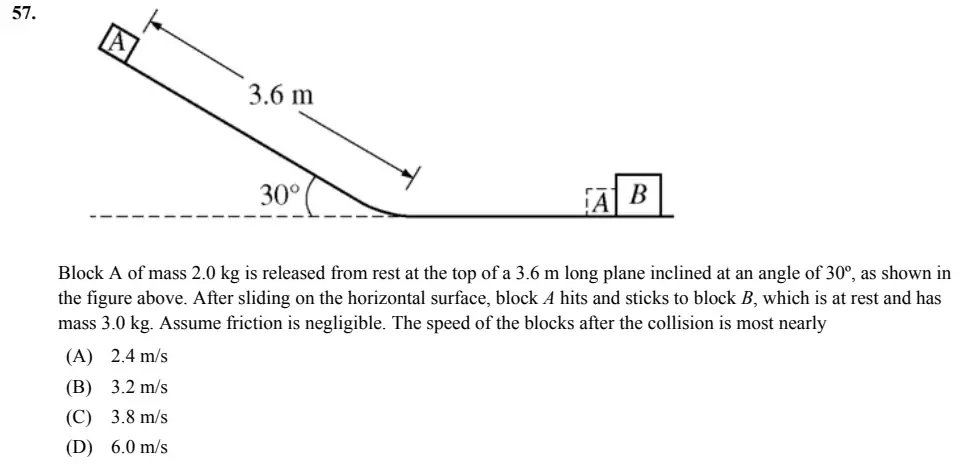 57.
A
3.6 m
30°
A B
Block A of mass 2.0 kg is released from rest at the top of a 3.6 m long plane inclined at an angle of 30º, as shown in
the figure above. After sliding on the horizontal surface, block A hits and sticks to block B, which is at rest and has
mass 3.0 kg. Assume friction is negligible. The speed of the blocks after the collision is most nearly
(A) 2.4 m/s
(B) 3.2 m/s
(C) 3.8 m/s
(D) 6.0 m/s